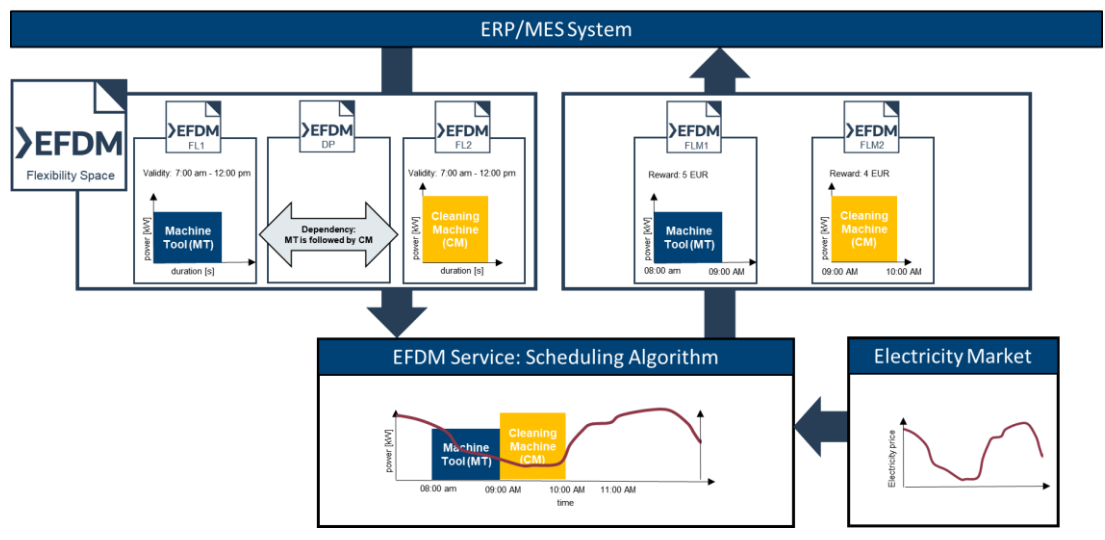 ERP/MES System
EFDM
Flexibility Space
EFDM
FL1
Validity: 7:00 am - 12:00 pm
power [kW]
Machine
Tool (MT)
duration [s]
EFDM
DP
Dependency:
MT is followed by CM
EFDM
FL2
Validity: 7:00 am - 12:00 pm
power [kW]
Cleaning
Machine
(CM)
duration [s]
EFDM
FLM1
Reward: 5 EUR
power [kW]
Machine
Tool (MT)
08:00 am
09:00 AM
EFDM
FLM2
Reward: 4 EUR
power [kW]
Cleaning
Machine
(CM)
09:00 AM
10:00 AM
EFDM Service: Scheduling Algorithm
power [kW]
Machine
Tool (MT)
Cleaning
Machine
(CM)
08:00 am
09:00 AM
10:00 AM
11:00 AM
time
Electricity Market
Electricity price